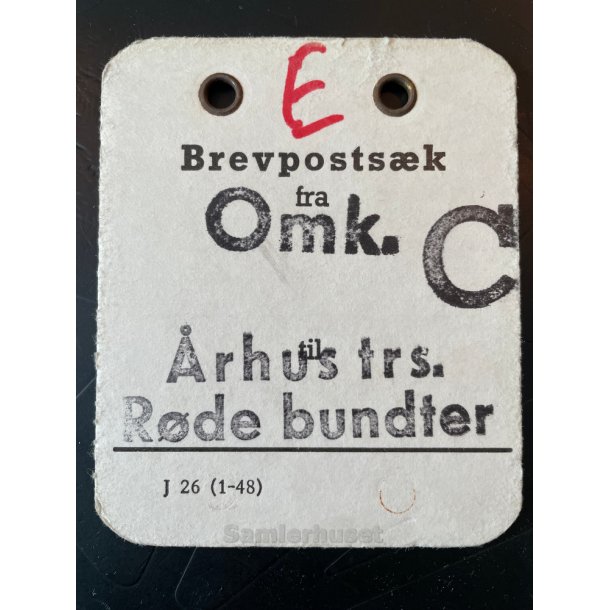 E
Brevpostsæk
fra
Omk.
C
til
Århus trs.
Røde bundter
J 26 (1-48)
Samlerhuset